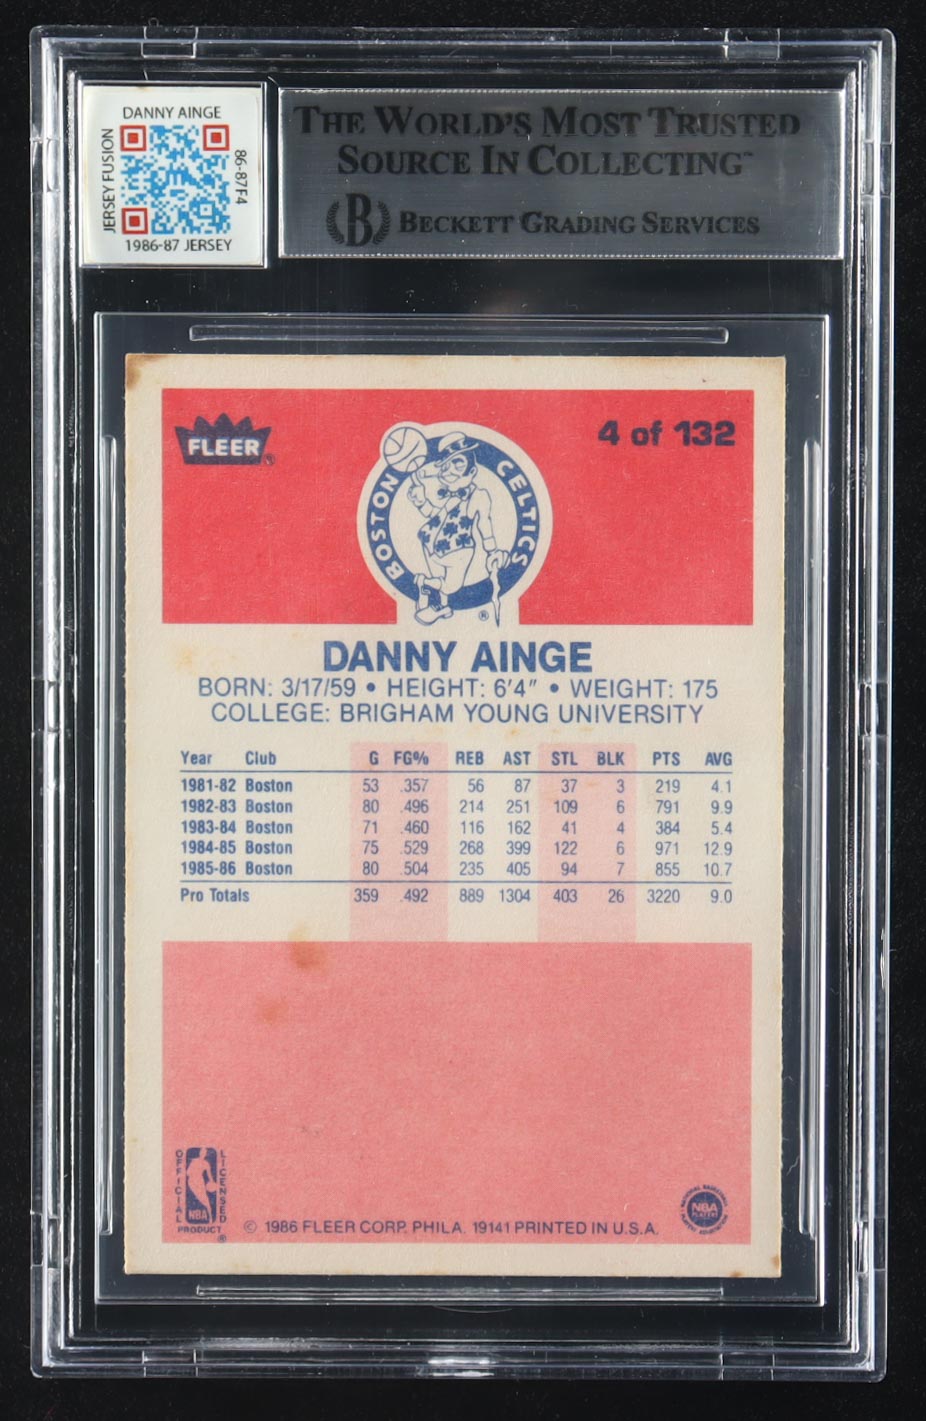 DANNY AINGE
JERSEY FUSION
86-87F4
1986-87 JERSEY
THE WORLD'S MOST TRUSTED
SOURCE IN COLLECTING™
B BECKETT GRADING SERVICES
FLEER®
4 of 132
BOSTON CELTICS
®
DANNY AINGE
BORN: 3/17/59 • HEIGHT: 6'4" • WEIGHT: 175
COLLEGE: BRIGHAM YOUNG UNIVERSITY
Year Club G FG% REB AST STL BLK PTS AVG
1981-82 Boston 53 .357 56 87 37 3 219 4.1
1982-83 Boston 80 .496 214 251 109 6 791 9.9
1983-84 Boston 71 .460 116 162 41 4 384 5.4
1984-85 Boston 75 .529 268 399 122 6 971 12.9
1985-86 Boston 80 .504 235 405 94 7 855 10.7
Pro Totals 359 .492 889 1304 403 26 3220 9.0
OFFICIAL LICENSED
NBA
PRODUCT ®
© 1986 FLEER CORP. PHILA. 19141 PRINTED IN U.S.A.
NATIONAL BASKETBALL
NBA
PLAYERS
ASSOCIATION